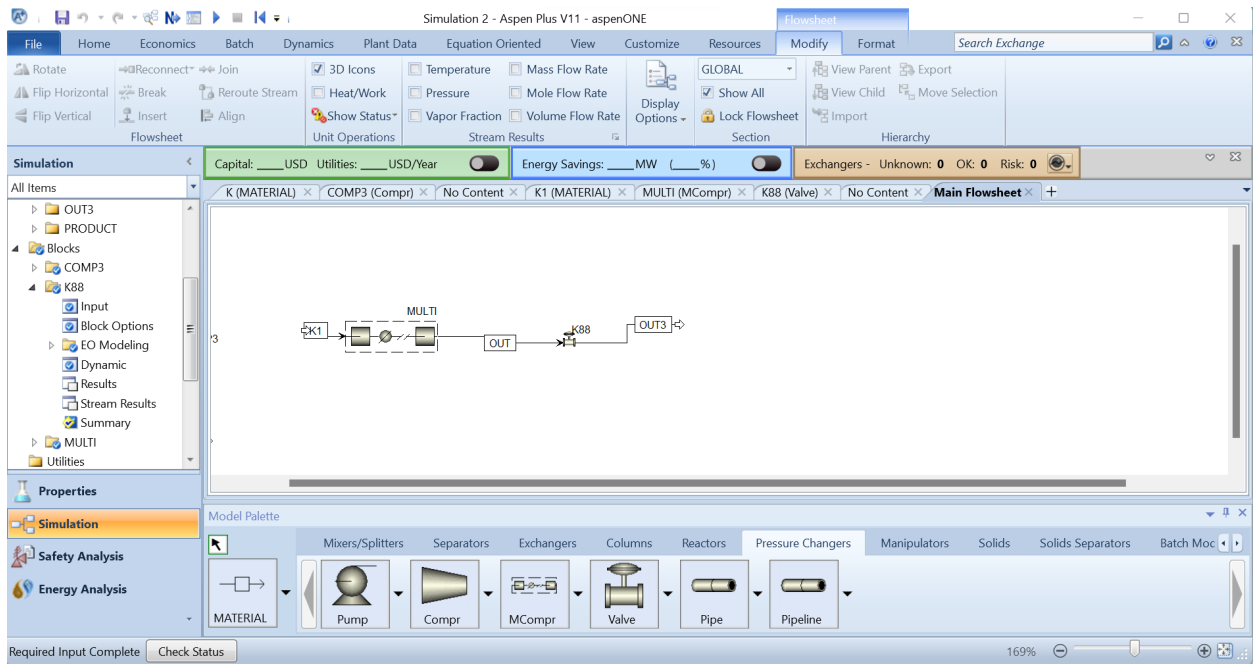 Simulation 2 - Aspen Plus V11 - aspenONE
Flowsheet
File Home Economics Batch Dynamics Plant Data Equation Oriented View Customize Resources Modify Format Search Exchange
Rotate Reconnect Join 3D Icons Temperature Mass Flow Rate GLOBAL View Parent Export
Flip Horizontal Break Reroute Stream Heat/Work Pressure Mole Flow Rate Display Options Show All View Child Move Selection
Flip Vertical Insert Align Show Status Vapor Fraction Volume Flow Rate Lock Flowsheet Import
Flowsheet Unit Operations Stream Results Section Hierarchy
Simulation
Capital: ____USD Utilities: ____USD/Year Energy Savings: ____MW (____%) Exchangers - Unknown: 0 OK: 0 Risk: 0
All Items
K (MATERIAL) COMP3 (Compr) No Content K1 (MATERIAL) MULTI (MCompr) K88 (Valve) No Content Main Flowsheet +
OUT3
PRODUCT
Blocks
COMP3
K88
Input
Block Options
EO Modeling
Dynamic
Results
Stream Results
Summary
MULTI
Utilities
MULTI
K1
OUT
K88
OUT3
Properties
Simulation
Safety Analysis
Energy Analysis
Model Palette
Mixers/Splitters Separators Exchangers Columns Reactors Pressure Changers Manipulators Solids Solids Separators Batch Moc
MATERIAL Pump Compr MCompr Valve Pipe Pipeline
Required Input Complete Check Status 169%